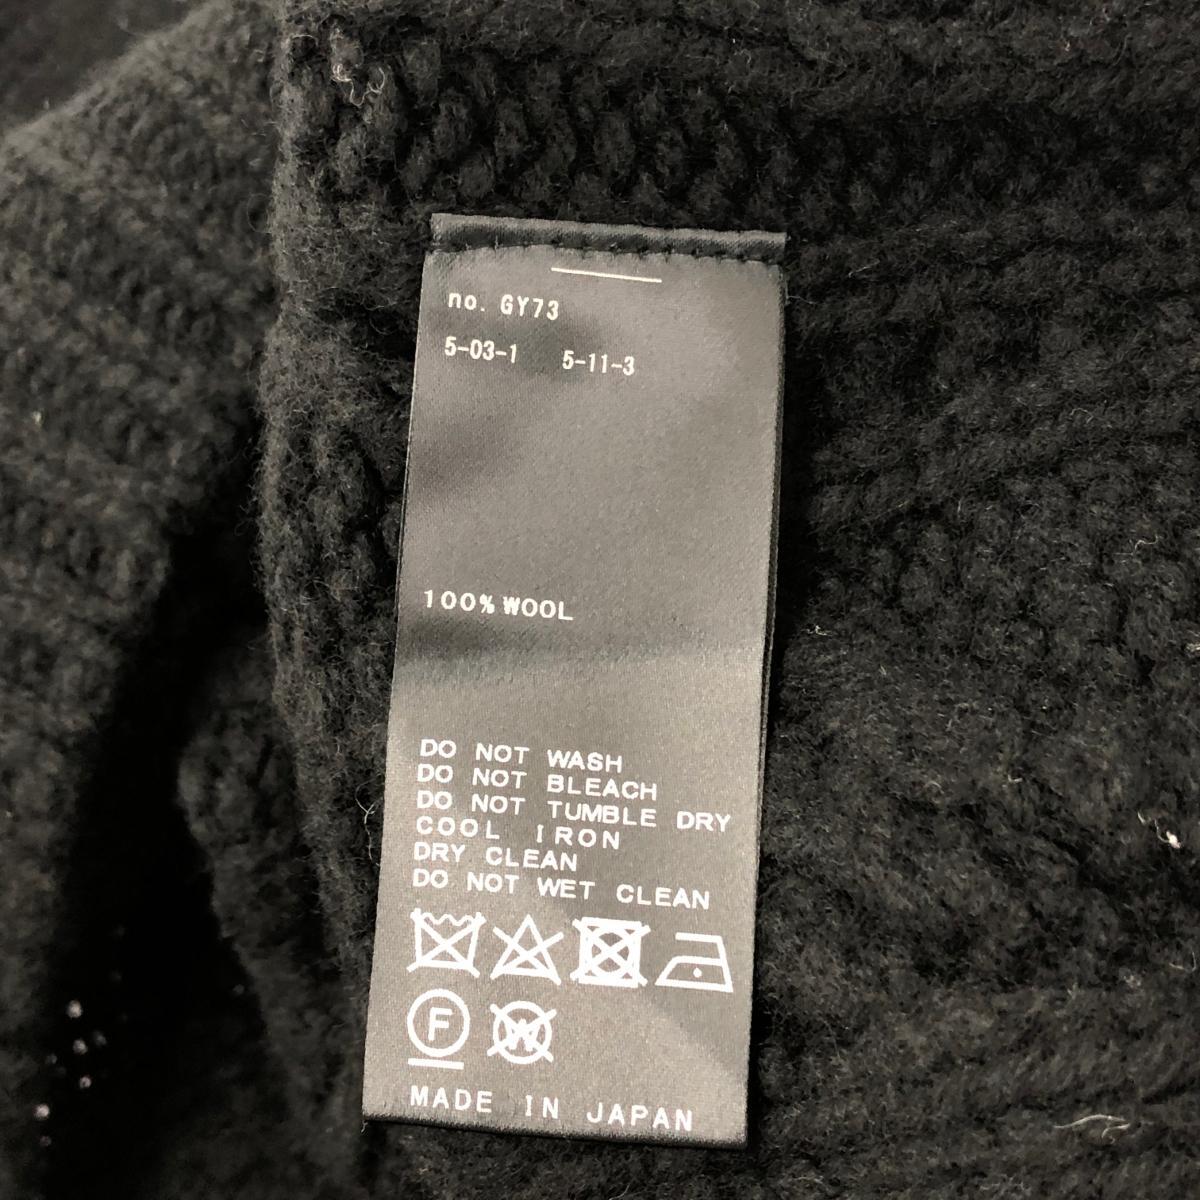 no. GY73
5-03-1 5-11-3
100% WOOL
DO NOT WASH
DO NOT BLEACH
DO NOT TUMBLE DRY
COOL IRON
DRY CLEAN
DO NOT WET CLEAN
F W
MADE IN JAPAN